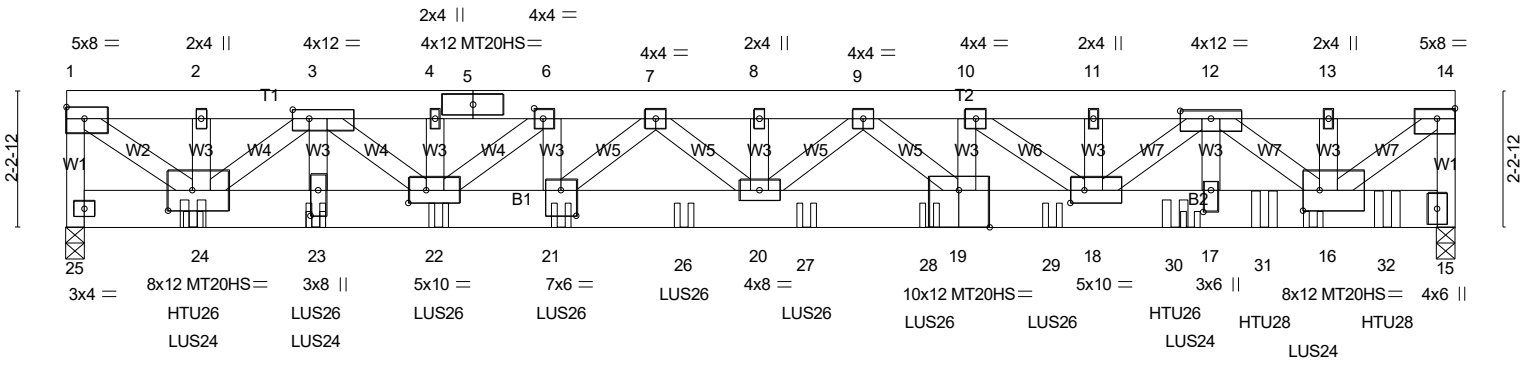 2x4 || 4x4 =
5x8 = 2x4 || 4x12 = 4x12 MT20HS= 4x4 = 2x4 || 4x4 = 4x4 = 2x4 || 4x12 = 2x4 || 5x8 =
1 2 3 4 5 6 7 8 9 10 11 12 13 14
T1 T2
2-2-12 W1 W2 W3 W4 W3 W4 W3 W4 W3 W5 W5 W3 W5 W5 W3 W6 W3 W7 W3 W7 W3 W7 W1 2-2-12
B1 B2
25 24 23 22 21 26 20 27 28 19 29 18 30 17 31 16 32 15
3x4 = 8x12 MT20HS= 3x8 || 5x10 = 7x6 = LUS26 4x8 = 10x12 MT20HS= 5x10 = 3x6 || 8x12 MT20HS= 4x6 ||
HTU26 LUS26 LUS26 LUS26 LUS26 LUS26 LUS26 HTU26 HTU28 HTU28
LUS24 LUS24 LUS24 LUS24